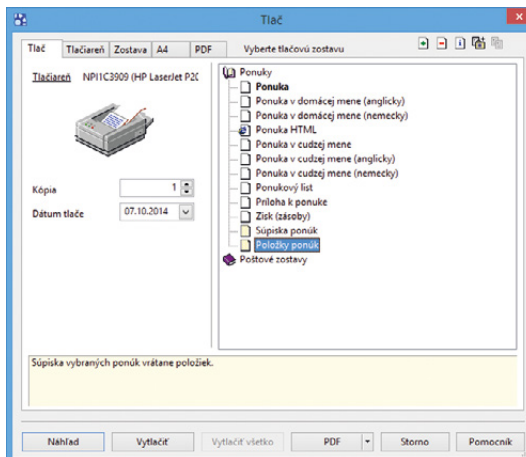 Tlač
Tlač Tlačiareň Zostava A4 PDF Vyberte tlačovú zostavu
Tlačiareň NPI1C3909 (HP LaserJet P20
Kópia 1
Dátum tlače 07.10.2014
Ponuky
Ponuka
Ponuka v domácej mene (anglicky)
Ponuka v domácej mene (nemecky)
Ponuka HTML
Ponuka v cudzej mene
Ponuka v cudzej mene (anglicky)
Ponuka v cudzej mene (nemecky)
Ponukový list
Príloha k ponuke
Zisk (zásoby)
Súpiska ponúk
Položky ponúk
Poštové zostavy
Súpiska vybraných ponúk vrátane položiek.
Náhľad Vytlačiť Vytlačiť všetko PDF Storno Pomocník